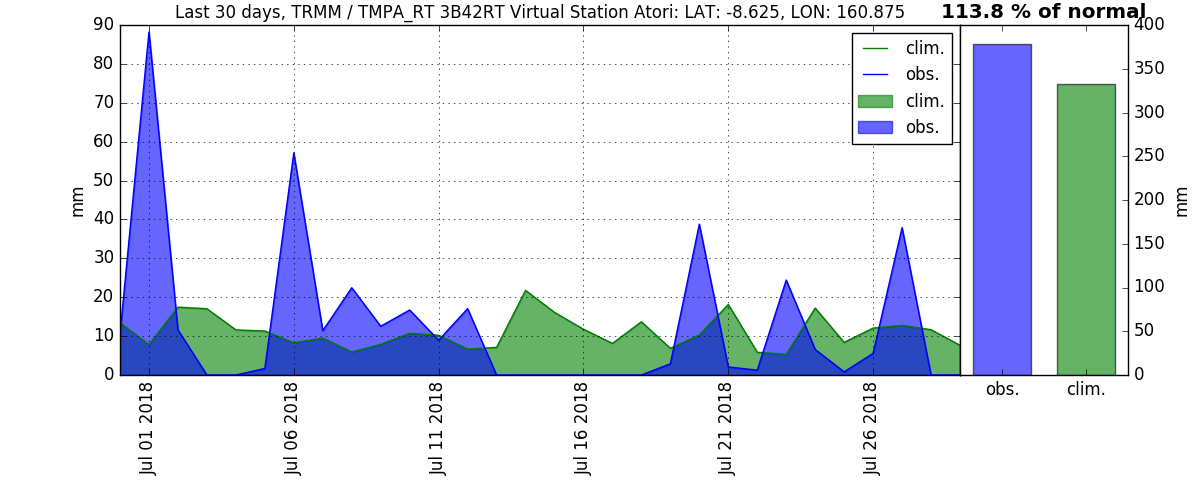 Last 30 days, TRMM / TMPA_RT 3B42RT Virtual Station Atori: LAT: -8.625, LON: 160.875
113.8 % of normal
90
80
70
60
50
40
30
20
10
0
mm
clim.
obs.
clim.
obs.
Jul 01 2018
Jul 06 2018
Jul 11 2018
Jul 16 2018
Jul 21 2018
Jul 26 2018
400
350
300
250
200
150
100
50
0
mm
obs.
clim.